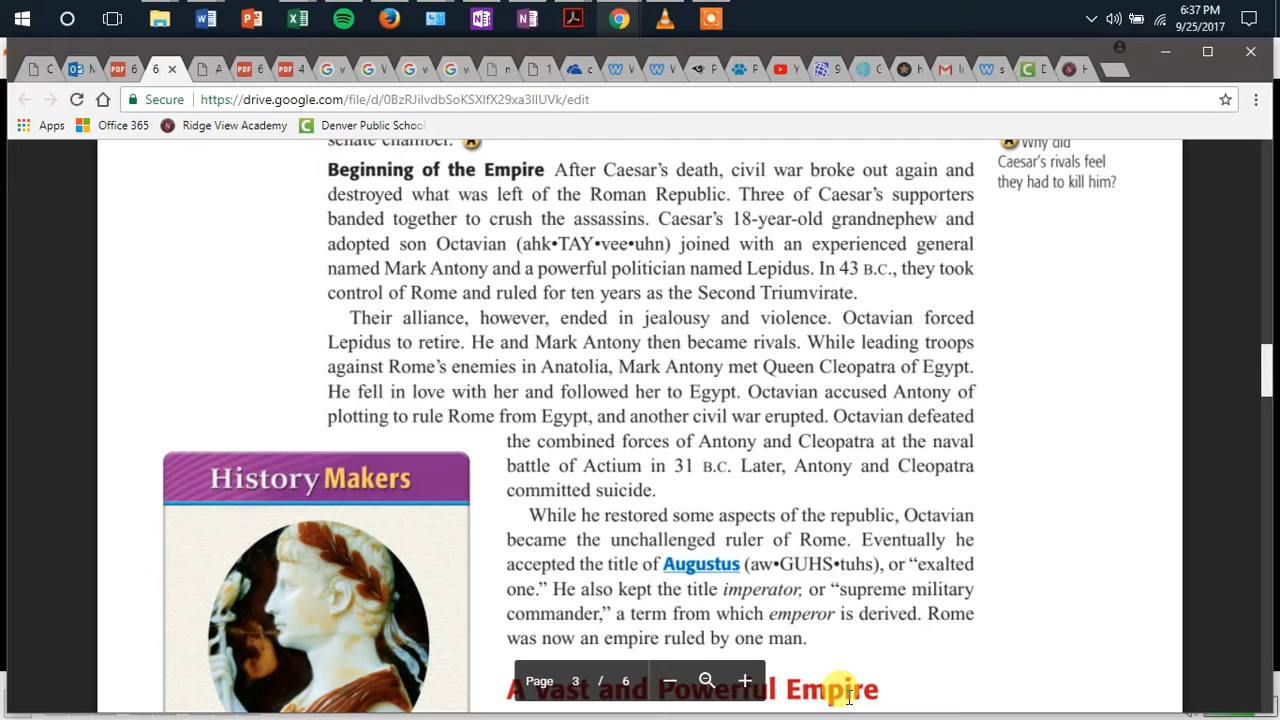 6:37 PM
9/25/2017
Secure
https://drive.google.com/file/d/0BzRJiIvdbSoKSXlfX29xa3lIUVk/edit
Apps
Office 365
Ridge View Academy
Denver Public School
senate chamber. A
Beginning of the Empire After Caesar's death, civil war broke out again and
destroyed what was left of the Roman Republic. Three of Caesar's supporters
banded together to crush the assassins. Caesar's 18-year-old grandnephew and
adopted son Octavian (ahk•TAY•vee•uhn) joined with an experienced general
named Mark Antony and a powerful politician named Lepidus. In 43 B.C., they took
control of Rome and ruled for ten years as the Second Triumvirate.
Their alliance, however, ended in jealousy and violence. Octavian forced
Lepidus to retire. He and Mark Antony then became rivals. While leading troops
against Rome's enemies in Anatolia, Mark Antony met Queen Cleopatra of Egypt.
He fell in love with her and followed her to Egypt. Octavian accused Antony of
plotting to rule Rome from Egypt, and another civil war erupted. Octavian defeated
the combined forces of Antony and Cleopatra at the naval
battle of Actium in 31 B.C. Later, Antony and Cleopatra
committed suicide.
While he restored some aspects of the republic, Octavian
became the unchallenged ruler of Rome. Eventually he
accepted the title of Augustus (aw•GUHS•tuhs), or "exalted
one." He also kept the title imperator, or "supreme military
commander," a term from which emperor is derived. Rome
was now an empire ruled by one man.
A Why did
Caesar's rivals feel
they had to kill him?
History Makers
Page 3 / 6
A Vast and Powerful Empire